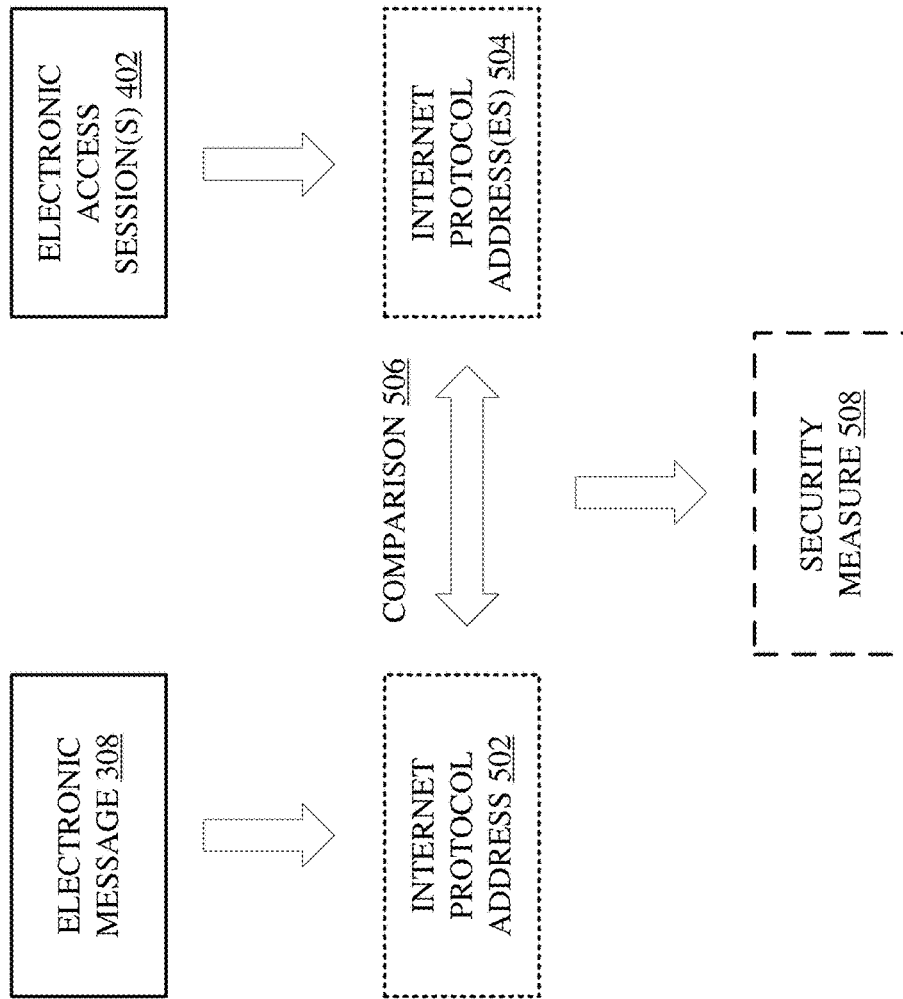 ELECTRONIC
MESSAGE 308
ELECTRONIC
ACCESS
SESSION(S) 402
INTERNET
PROTOCOL
ADDRESS 502
COMPARISON 506
INTERNET
PROTOCOL
ADDRESS(ES) 504
SECURITY
MEASURE 508